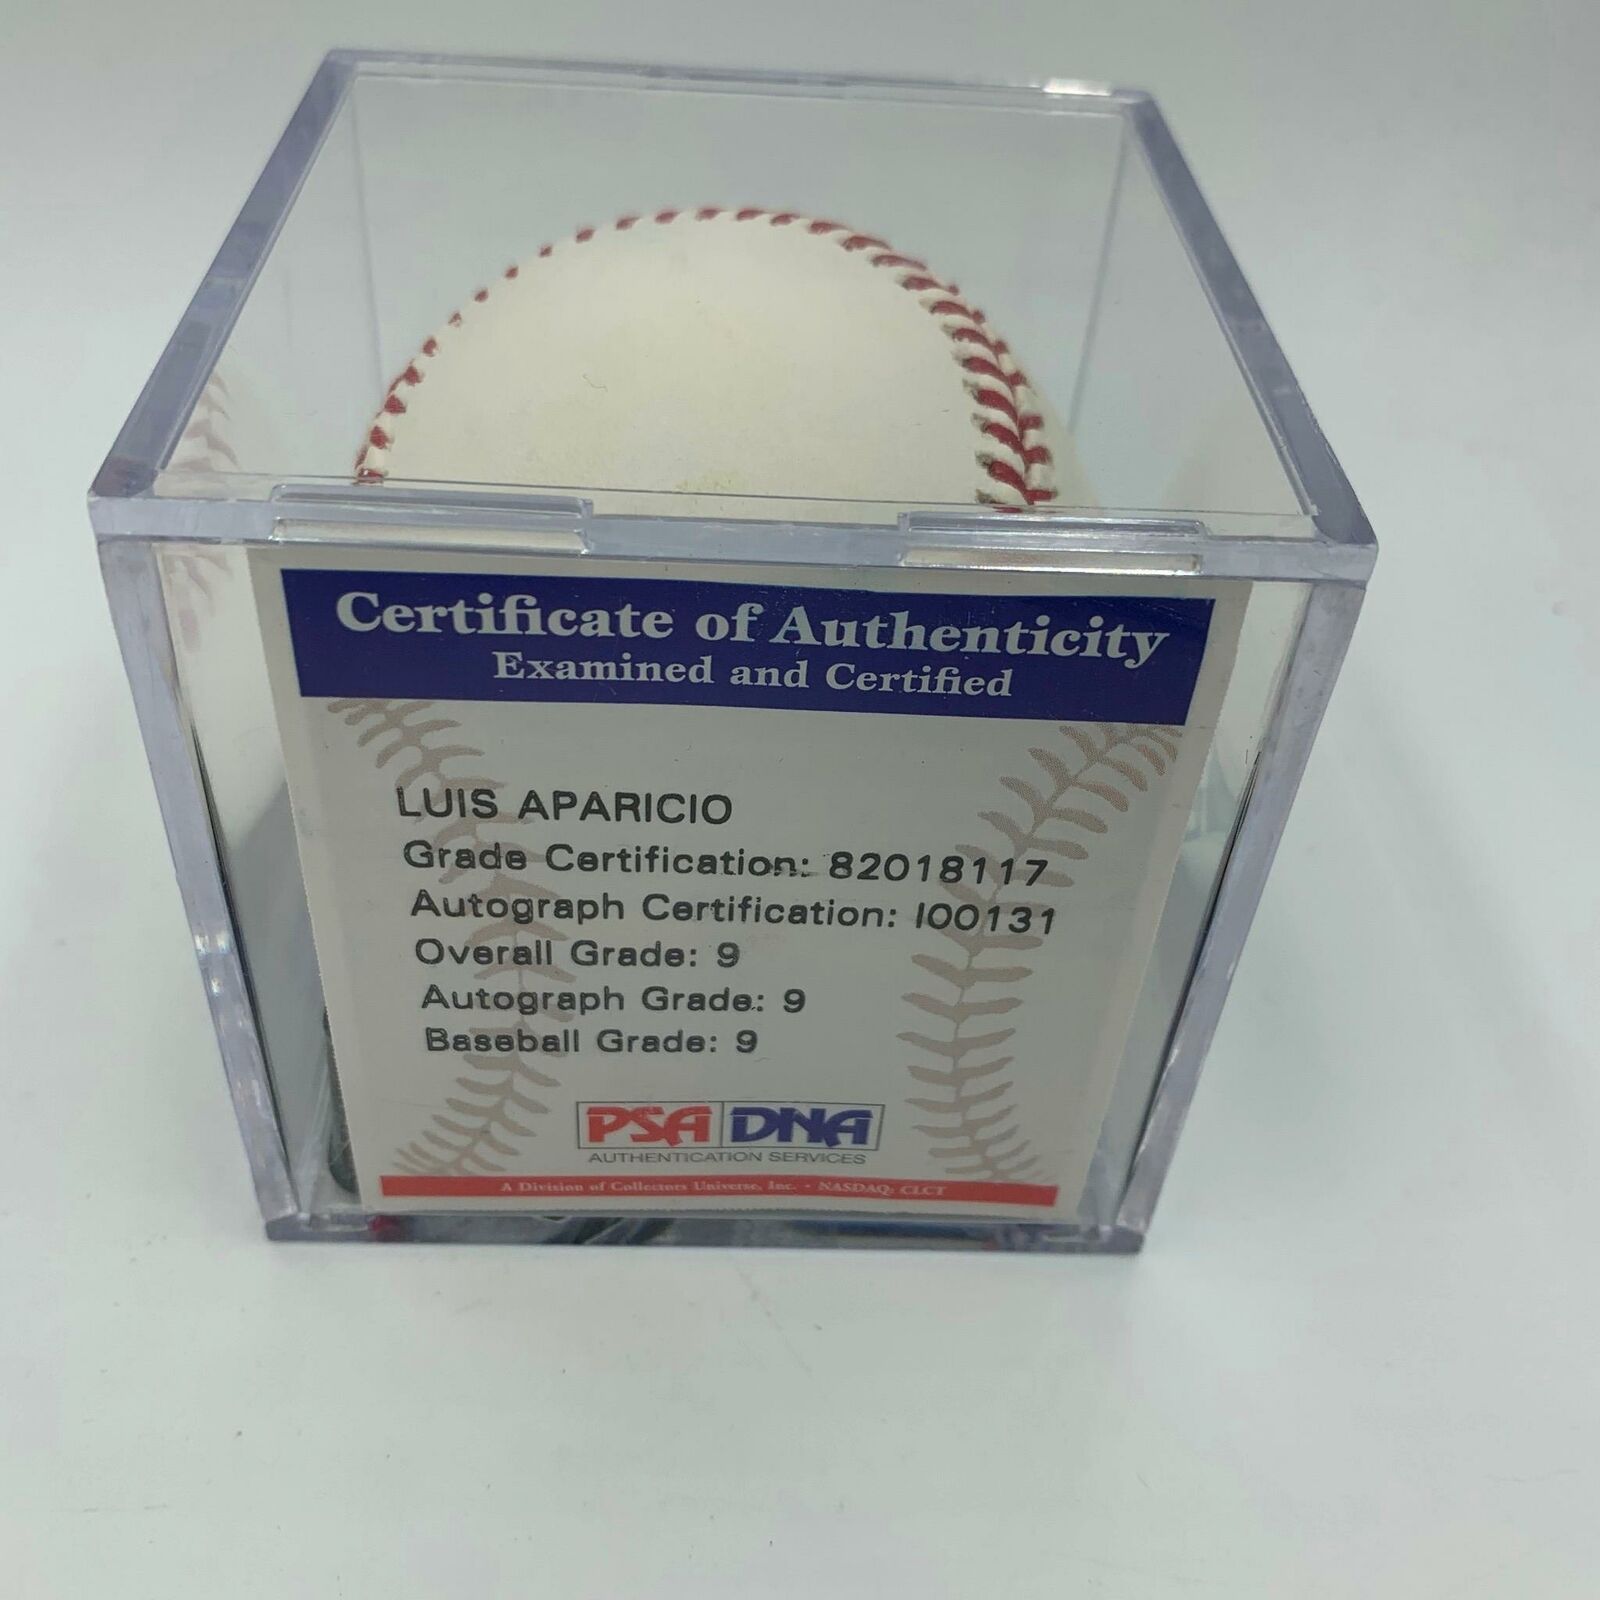 Certificate of Authenticity
Examined and Certified
LUIS APARICIO
Grade Certification: 82018117
Autograph Certification: I00131
Overall Grade: 9
Autograph Grade: 9
Baseball Grade: 9
PSA DNA
AUTHENTICATION SERVICES
A Division of Collectors Universe, Inc. - NASDAQ: CLCT